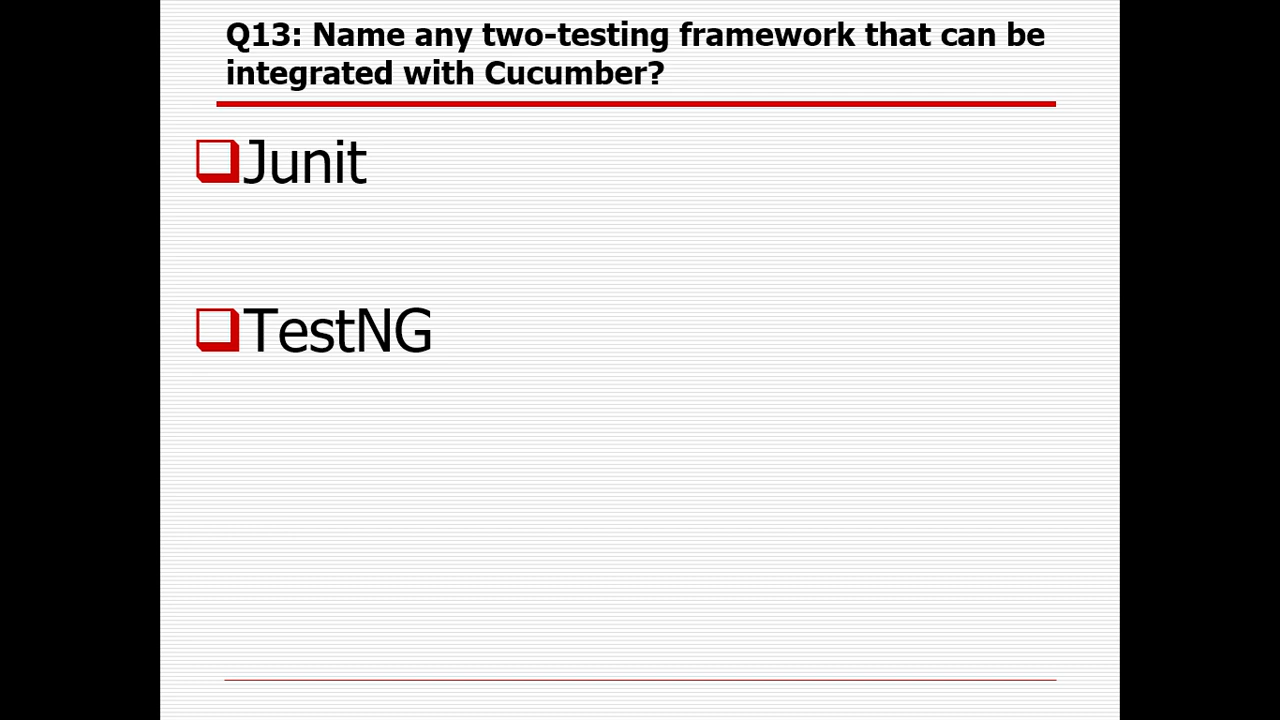 Q13: Name any two-testing framework that can be
integrated with Cucumber?
Junit
TestNG